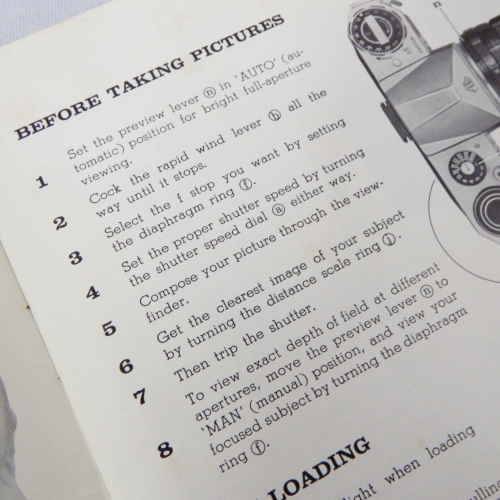 BEFORE TAKING PICTURES
1 Set the preview lever ⓝ in 'AUTO' (au-
tomatic) position for bright full-aperture
viewing.
2 Cock the rapid wind lever ⓗ all the
way until it stops.
3 Select the f stop you want by setting
the diaphragm ring ⓕ.
4 Set the proper shutter speed by turning
the shutter speed dial ⓐ either way.
5 Compose your picture through the view-
finder.
6 Get the clearest image of your subject
by turning the distance scale ring ⓙ.
7 Then trip the shutter.
8 To view exact depth of field at different
apertures, move the preview lever ⓝ to
'MAN' (manual) position, and view your
focused subject by turning the diaphragm
ring ⓕ.
LOADING
when loading
n